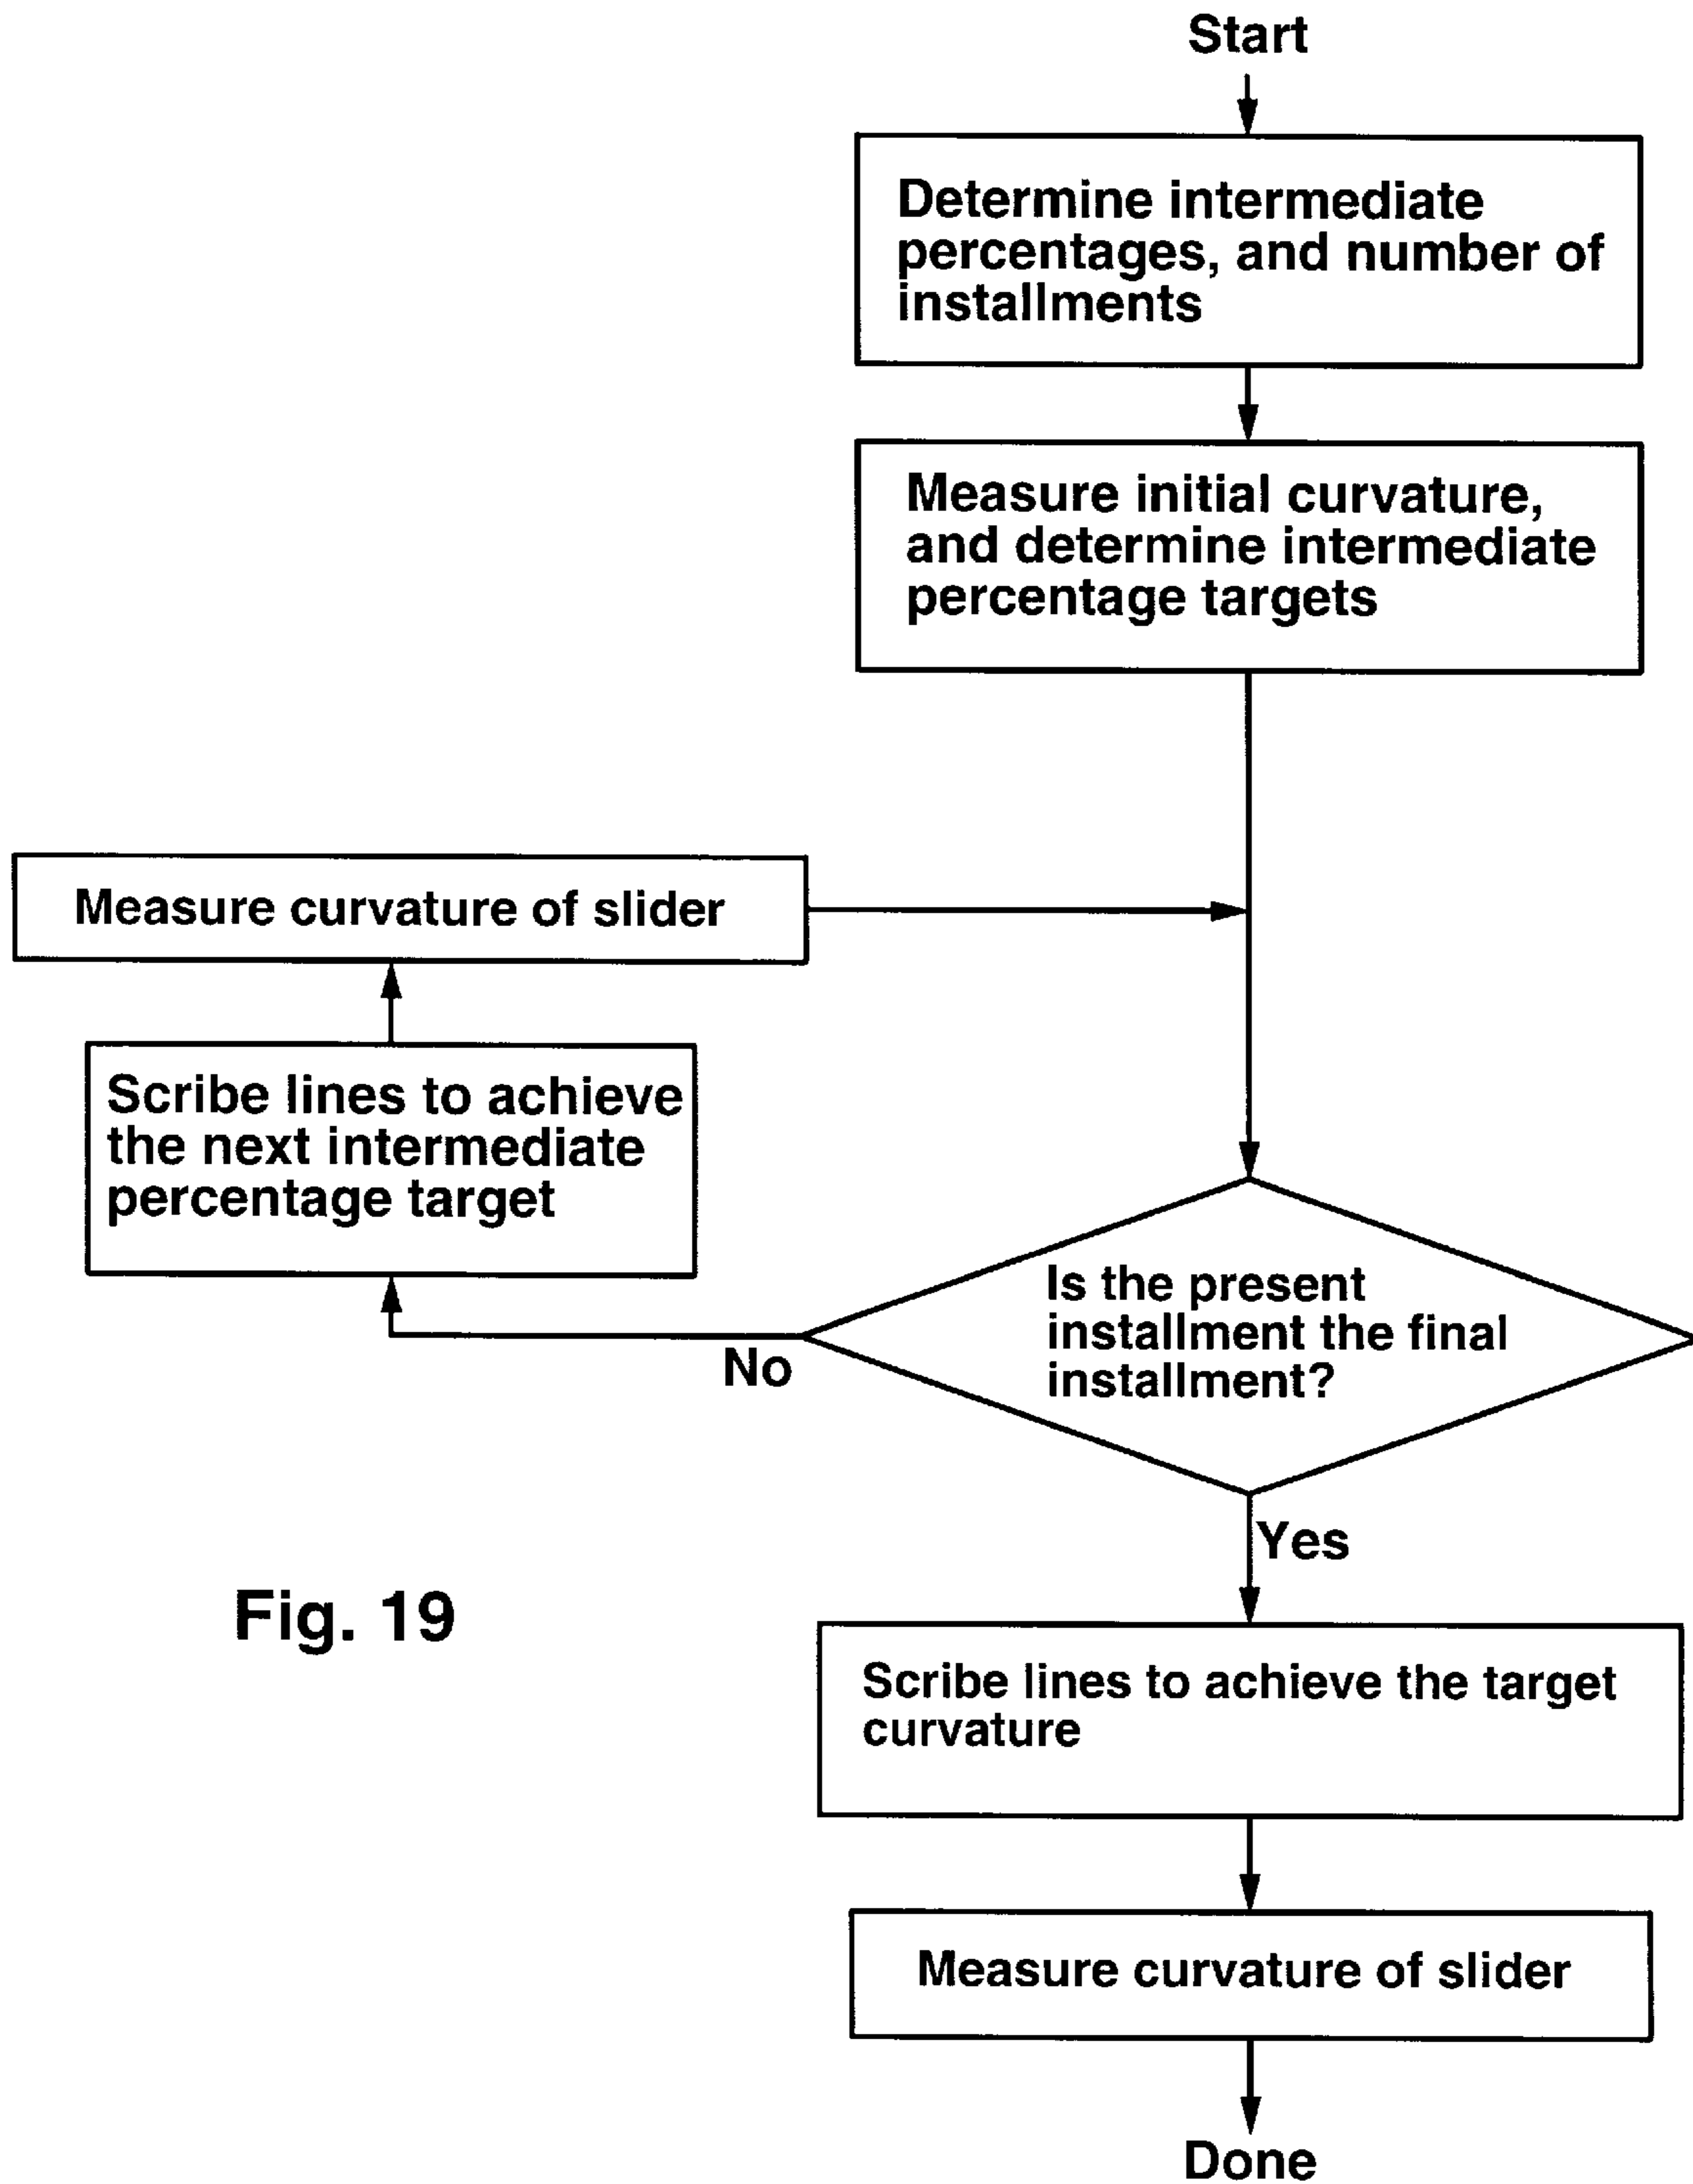 Start
Determine intermediate
percentages, and number of
installments
Measure initial curvature,
and determine intermediate
percentage targets
Measure curvature of slider
Scribe lines to achieve
the next intermediate
percentage target
Is the present
installment the final
installment?
No
Yes
Fig. 19
Scribe lines to achieve the target
curvature
Measure curvature of slider
Done